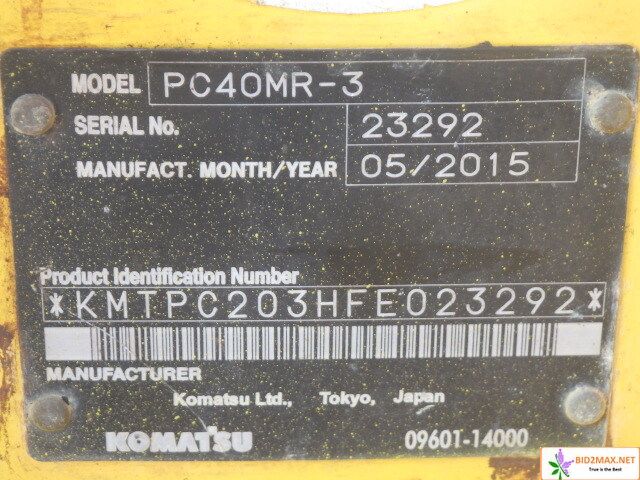 MODEL PC40MR-3
SERIAL No. 23292
MANUFACT. MONTH/YEAR 05/2015
Product Identification Number
*KMTPC203HFE023292*
MANUFACTURER
Komatsu Ltd., Tokyo, Japan
KOMATSU 09601-14000
BID2MAX.NET